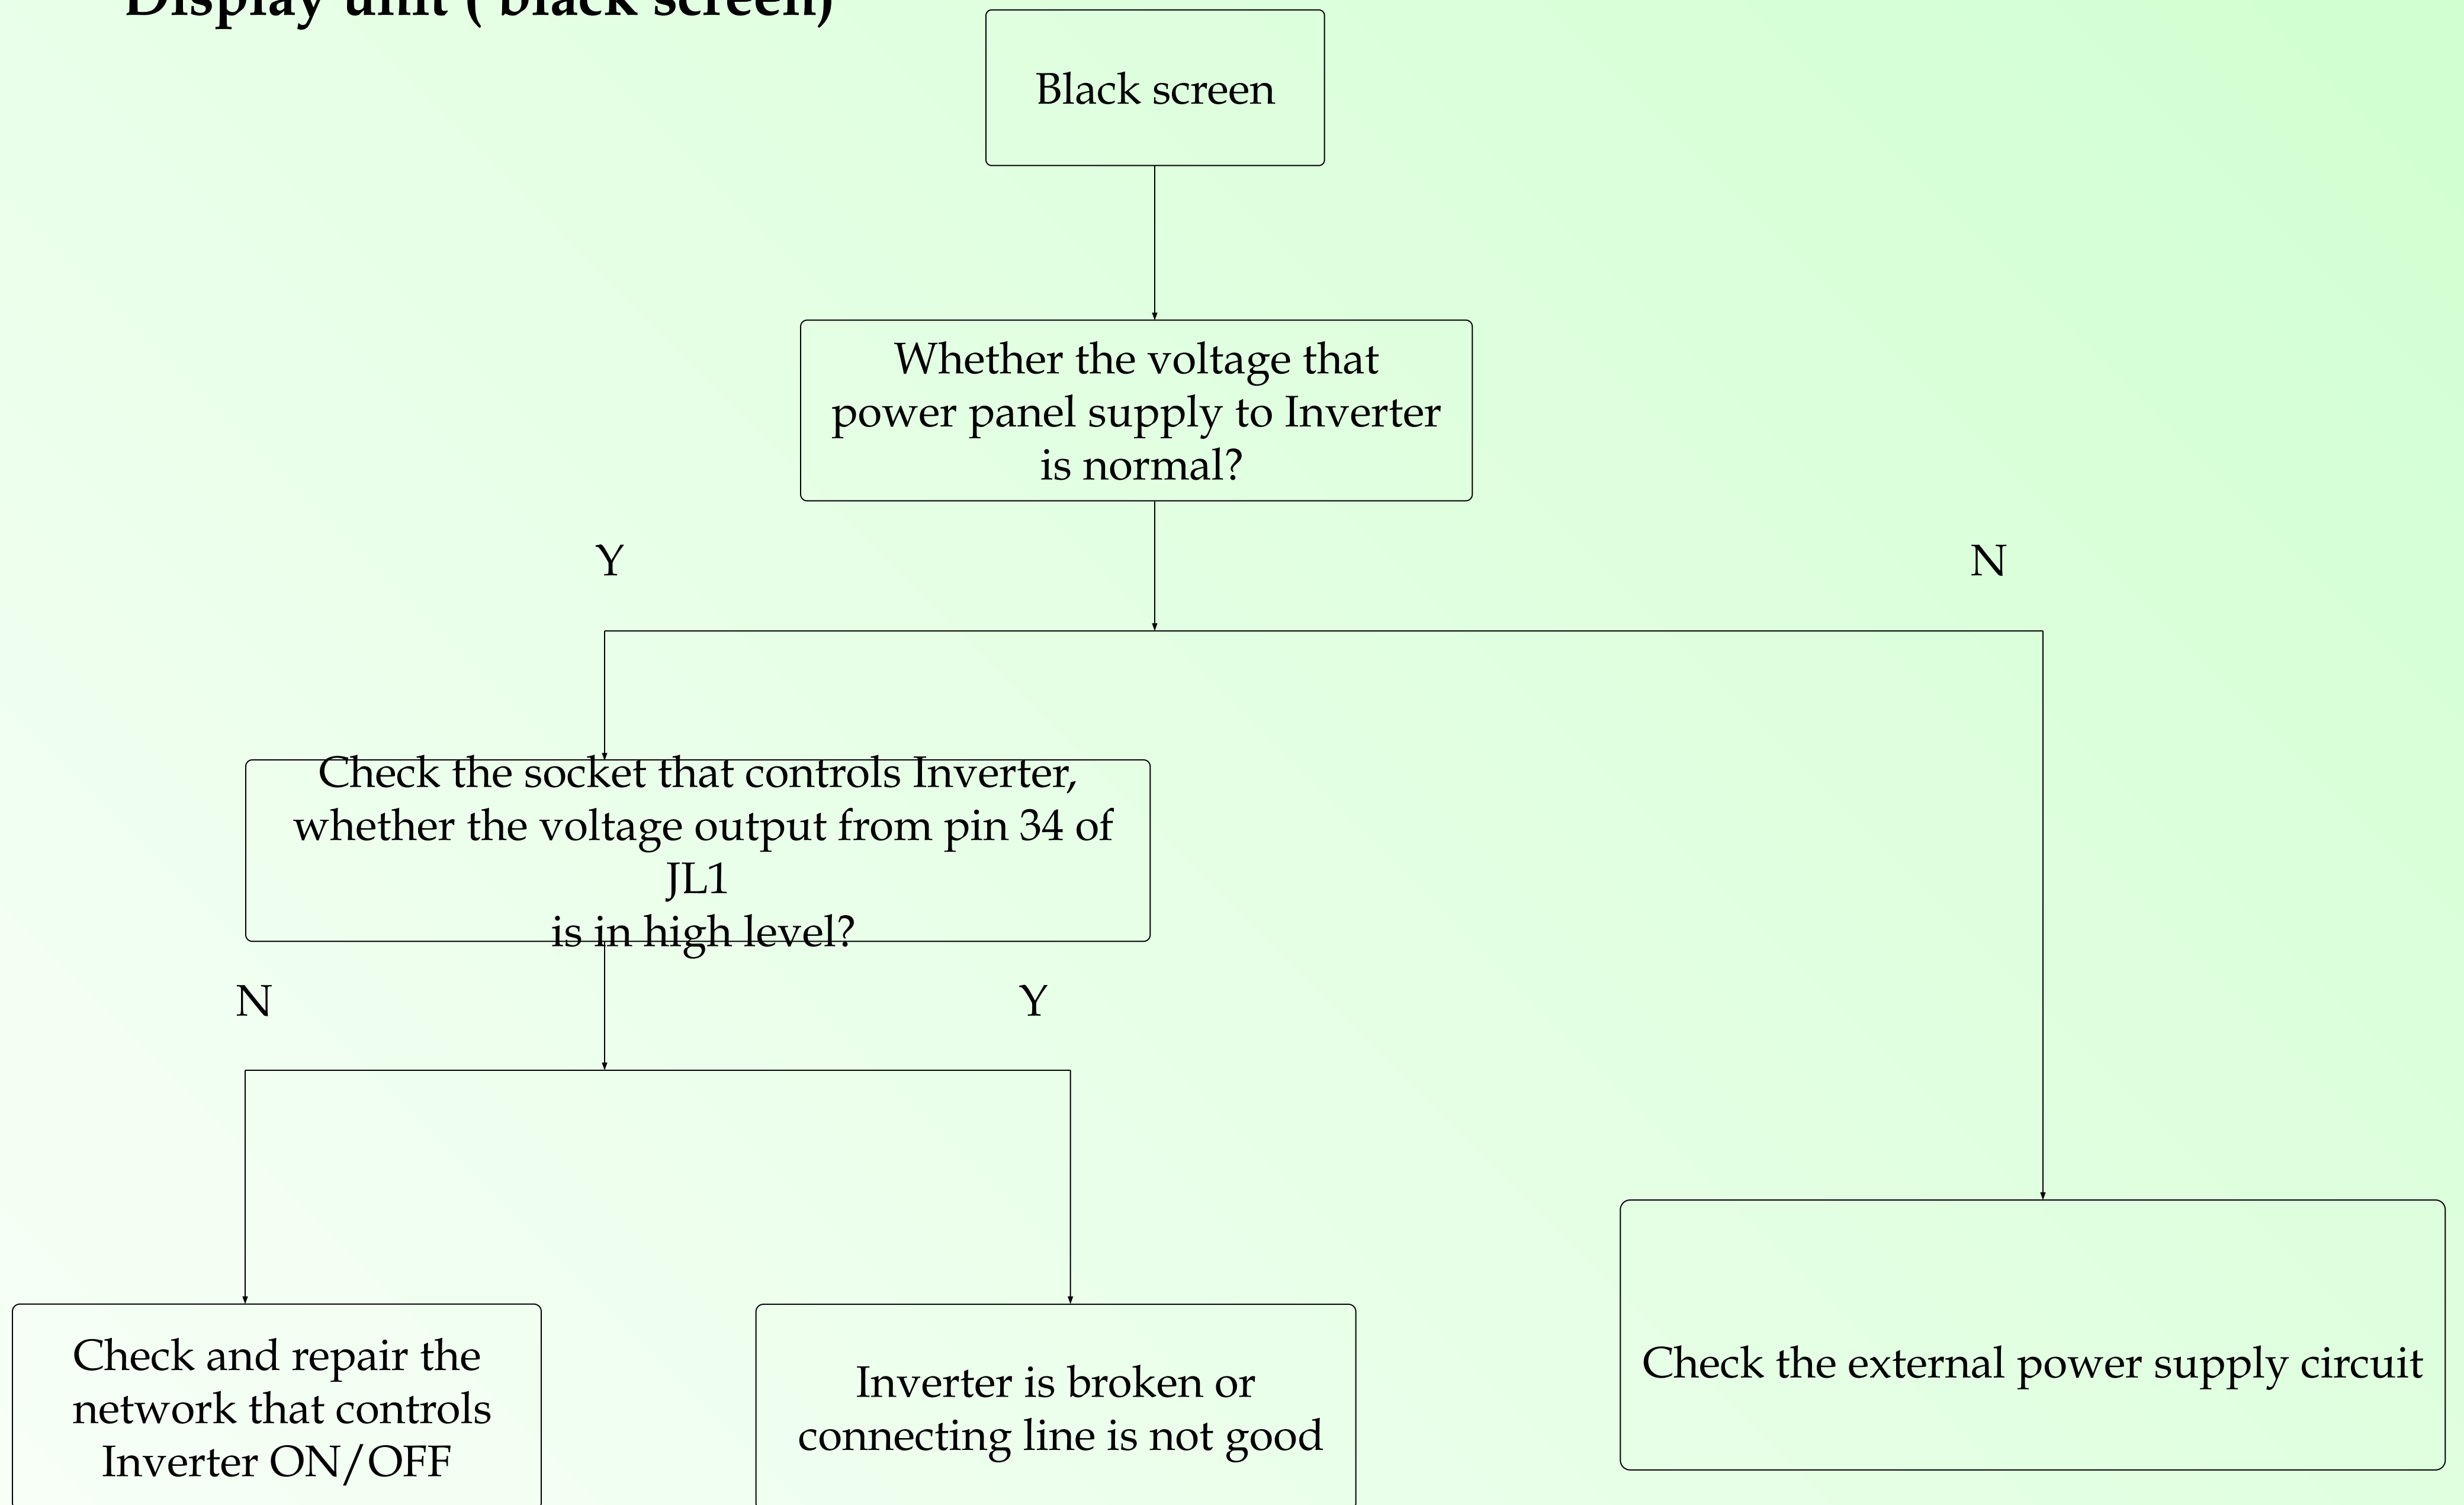 Display unit ( black screen)
Black screen
Whether the voltage that
power panel supply to Inverter
is normal?
Y
N
Check the socket that controls Inverter,
whether the voltage output from pin 34 of
JL1
is in high level?
N
Y
Check and repair the
network that controls
Inverter ON/OFF
Inverter is broken or
connecting line is not good
Check the external power supply circuit